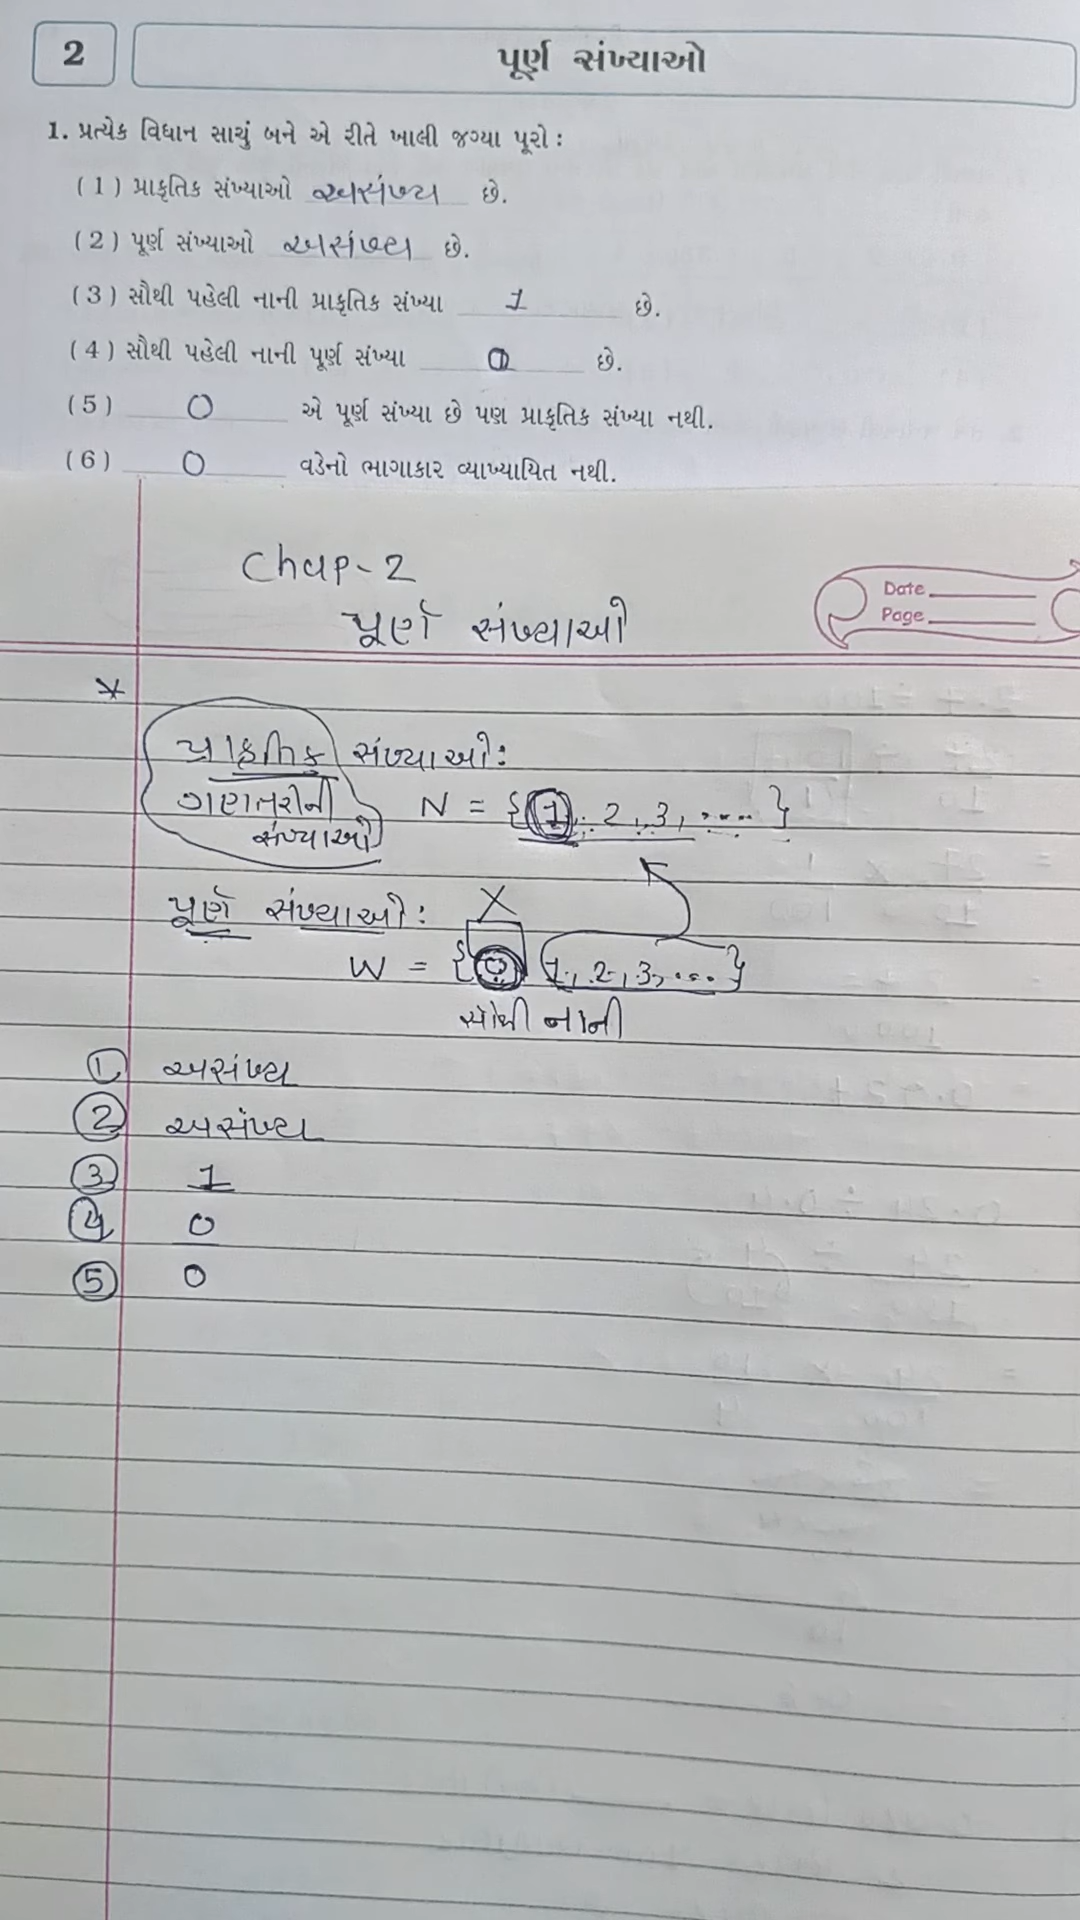 2
પૂર્ણ સંખ્યાઓ
1. પ્રત્યેક વિધાન સાચું બને એ રીતે ખાલી જગ્યા પૂરો :
(1) પ્રાકૃતિક સંખ્યાઓ અસંખ્ય છે.
(2) પૂર્ણ સંખ્યાઓ અસંખ્ય છે.
(3) સૌથી પહેલી નાની પ્રાકૃતિક સંખ્યા 1 છે.
(4) સૌથી પહેલી નાની પૂર્ણ સંખ્યા 0 છે.
(5) 0 એ પૂર્ણ સંખ્યા છે પણ પ્રાકૃતિક સંખ્યા નથી.
(6) 0 વડેનો ભાગાકાર વ્યાખ્યાયિત નથી.
Chap-2
Date
Page
પૂર્ણ સંખ્યાઓ
*
પ્રાકૃતિક સંખ્યાઓ:
ગણતરીની N = {1, 2, 3, ....}
સંખ્યાઓ
પૂર્ણ સંખ્યાઓ: X
W = {0, 1, 2, 3, ....}
સૌથી નાની
1 અસંખ્ય
2 અસંખ્ય
3 1
4 0
5 0